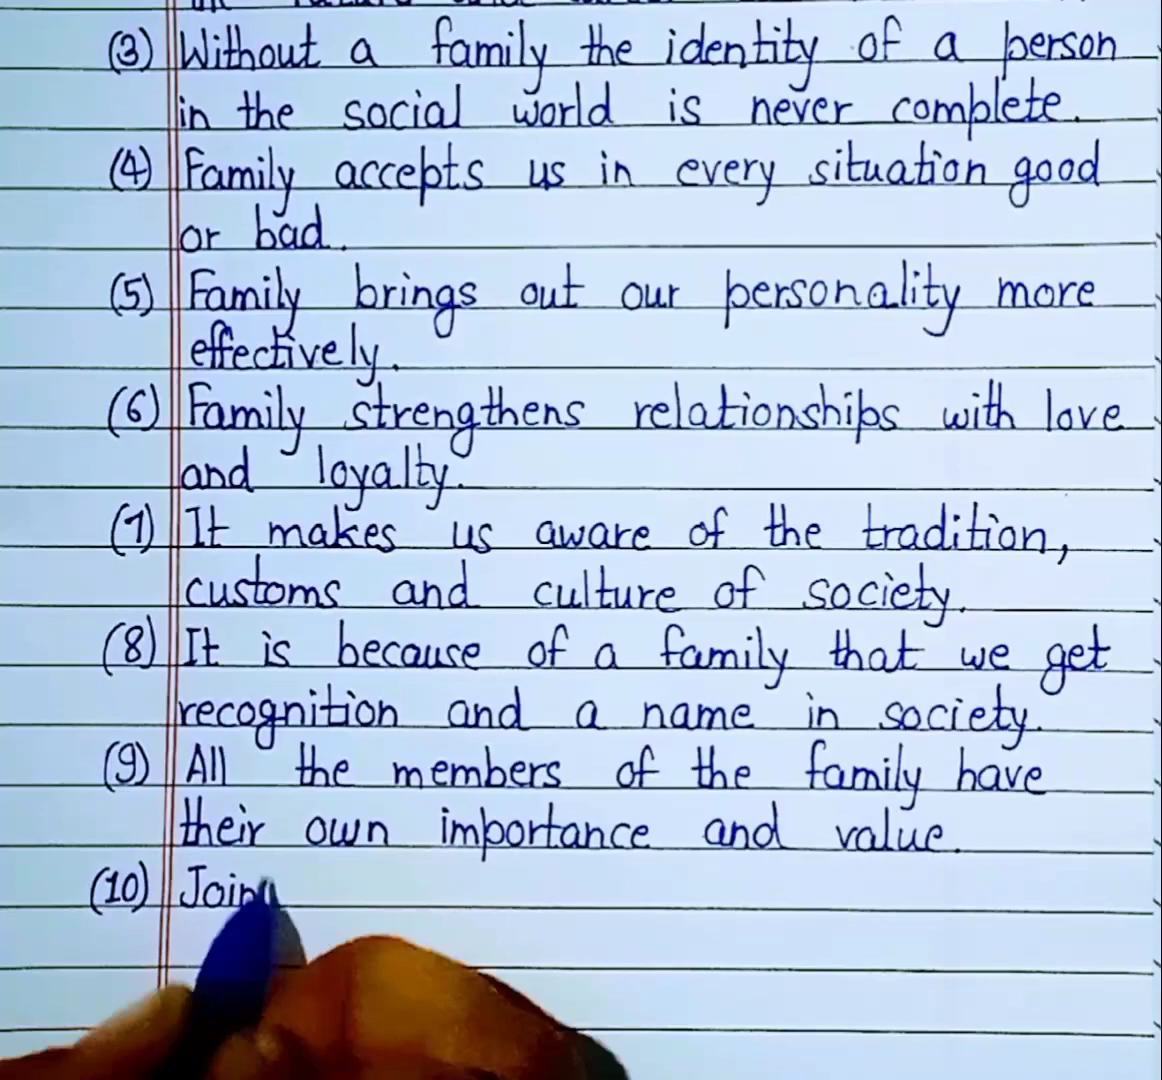 (3) Without a family the identity of a person
in the social world is never complete.
(4) Family accepts us in every situation good
or bad.
(5) Family brings out our personality more
effectively.
(6) Family strengthens relationships with love
and loyalty.
(7) It makes us aware of the tradition,
customs and culture of society.
(8) It is because of a family that we get
recognition and a name in society.
(9) All the members of the family have
their own importance and value.
(10) Join